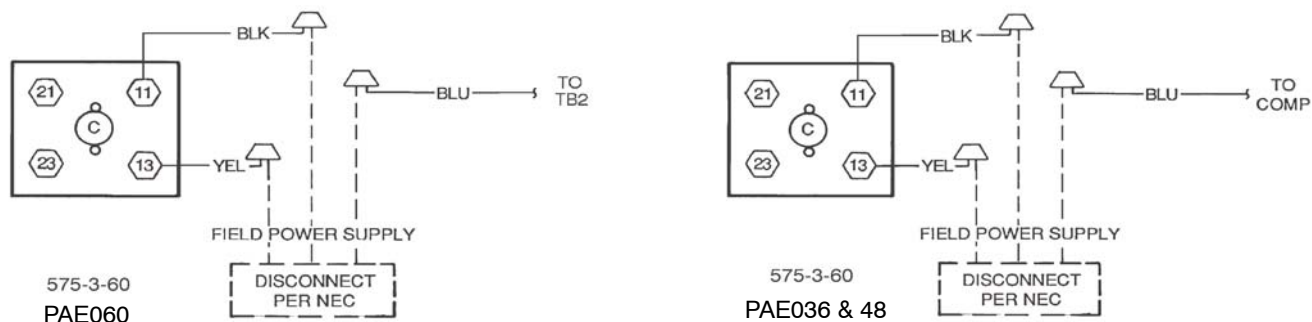 BLK
21
11
C
23
13
YEL
BLU
TO
TB2
FIELD POWER SUPPLY
DISCONNECT
PER NEC
575-3-60
PAE060
BLK
21
11
C
23
13
YEL
BLU
TO
COMP
FIELD POWER SUPPLY
DISCONNECT
PER NEC
575-3-60
PAE036 & 48